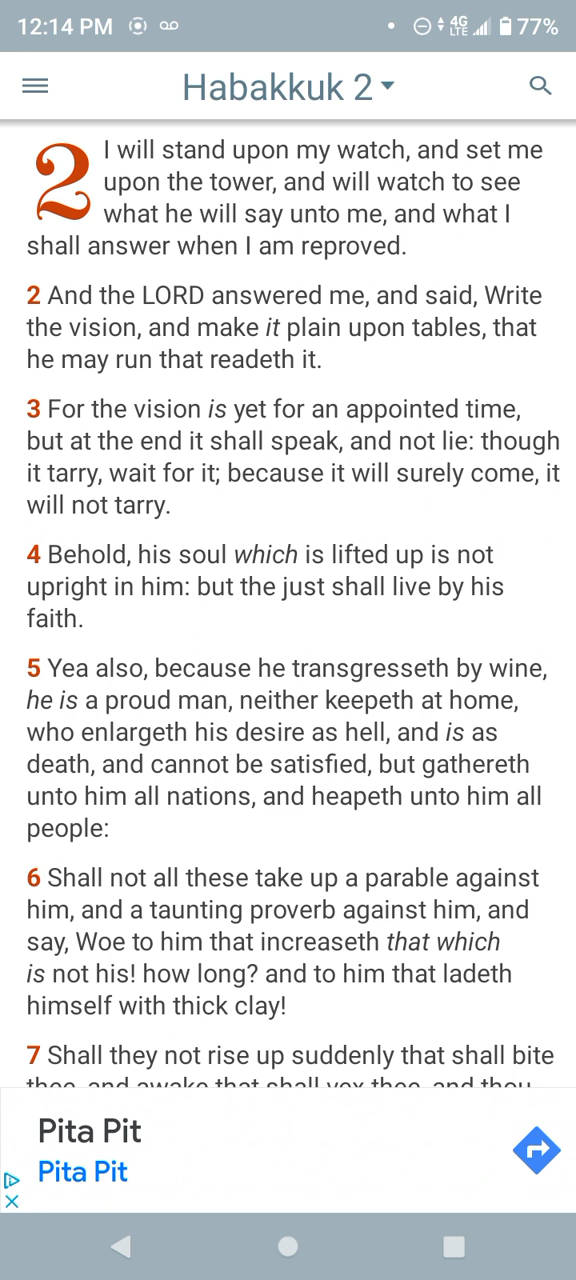 12:14 PM 4G LTE 77%
Habakkuk 2
2 I will stand upon my watch, and set me
upon the tower, and will watch to see
what he will say unto me, and what I
shall answer when I am reproved.
2 And the LORD answered me, and said, Write
the vision, and make it plain upon tables, that
he may run that readeth it.
3 For the vision is yet for an appointed time,
but at the end it shall speak, and not lie: though
it tarry, wait for it; because it will surely come, it
will not tarry.
4 Behold, his soul which is lifted up is not
upright in him: but the just shall live by his
faith.
5 Yea also, because he transgresseth by wine,
he is a proud man, neither keepeth at home,
who enlargeth his desire as hell, and is as
death, and cannot be satisfied, but gathereth
unto him all nations, and heapeth unto him all
people:
6 Shall not all these take up a parable against
him, and a taunting proverb against him, and
say, Woe to him that increaseth that which
is not his! how long? and to him that ladeth
himself with thick clay!
7 Shall they not rise up suddenly that shall bite
thee, and awake that shall vex thee, and thou
Pita Pit
Pita Pit